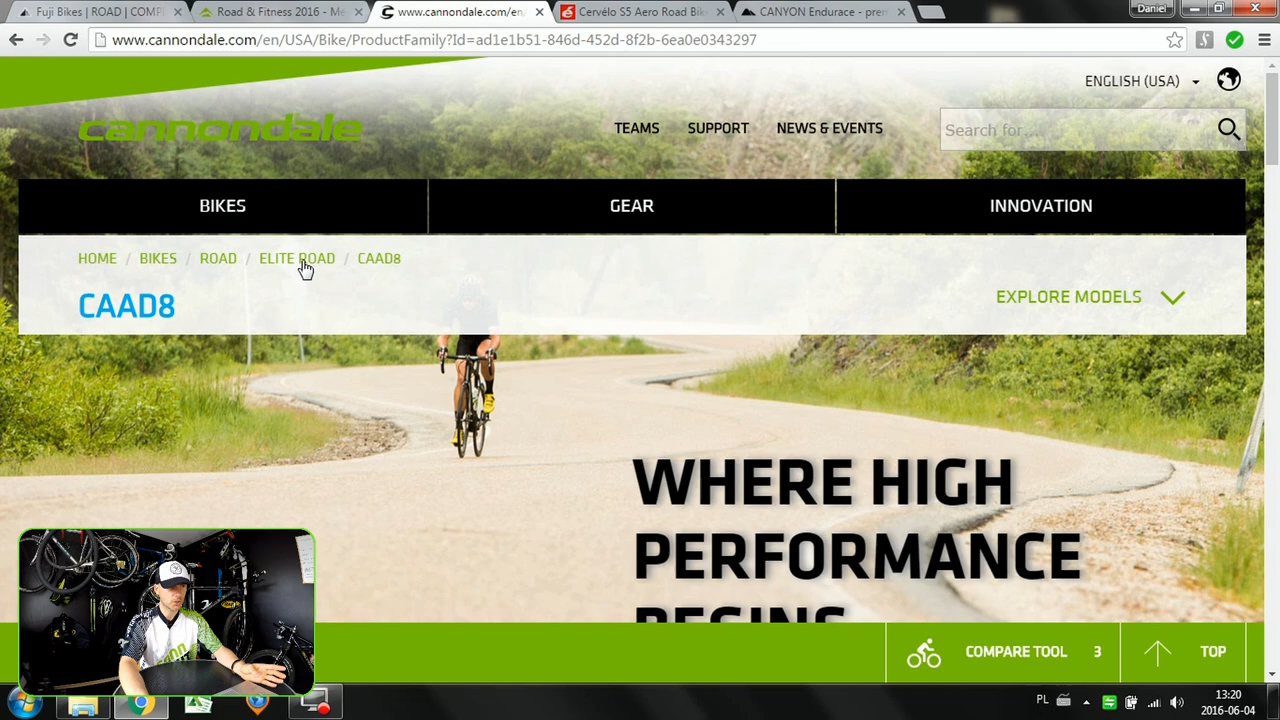 Fuji Bikes | ROAD | COMP
Road & Fitness 2016 - Me
www.cannondale.com/en
Cervélo S5 Aero Road Bik
CANYON Endurace - pren
Daniel
www.cannondale.com/en/USA/Bike/ProductFamily?Id=ad1e1b51-846d-452d-8f2b-6ea0e0343297
ENGLISH (USA)
cannondale
TEAMS
SUPPORT
NEWS & EVENTS
Search for...
BIKES
GEAR
INNOVATION
HOME / BIKES / ROAD / ELITE ROAD / CAAD8
CAAD8
EXPLORE MODELS
WHERE HIGH
PERFORMANCE
BEGINS
COMPARE TOOL 3
TOP
PL
13:20
2016-06-04